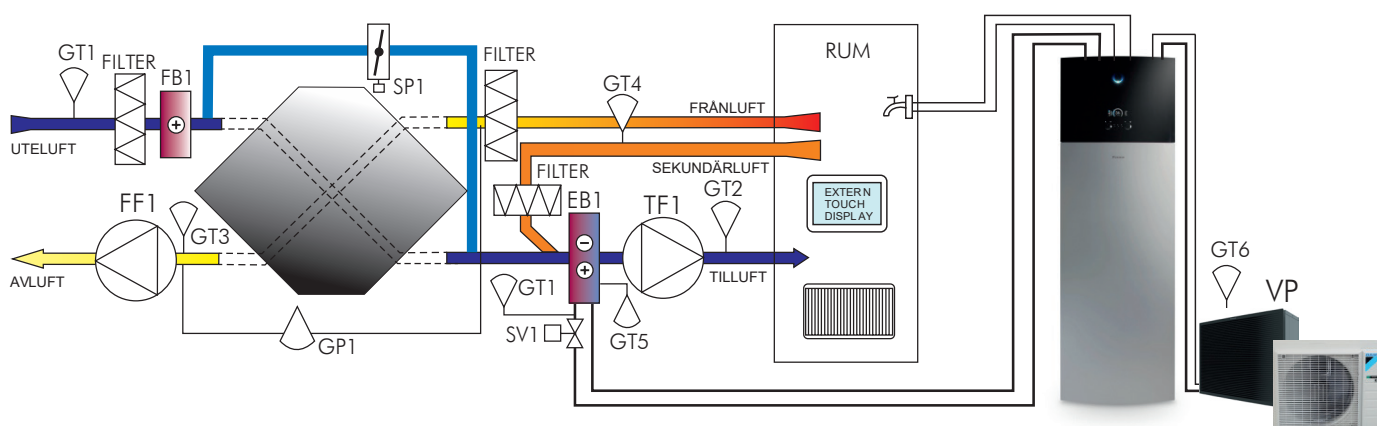 GT1
FILTER
FB1
SP1
FILTER
GT4
RUM
FRÅNLUFT
UTELUFT
SEKUNDÄRLUFT
FILTER
EB1
GT2
TF1
EXTERN
TOUCH
DISPLAY
FF1
GT3
AVLUFT
TILLUFT
GT1
GT5
SV1
GP1
GT6
VP